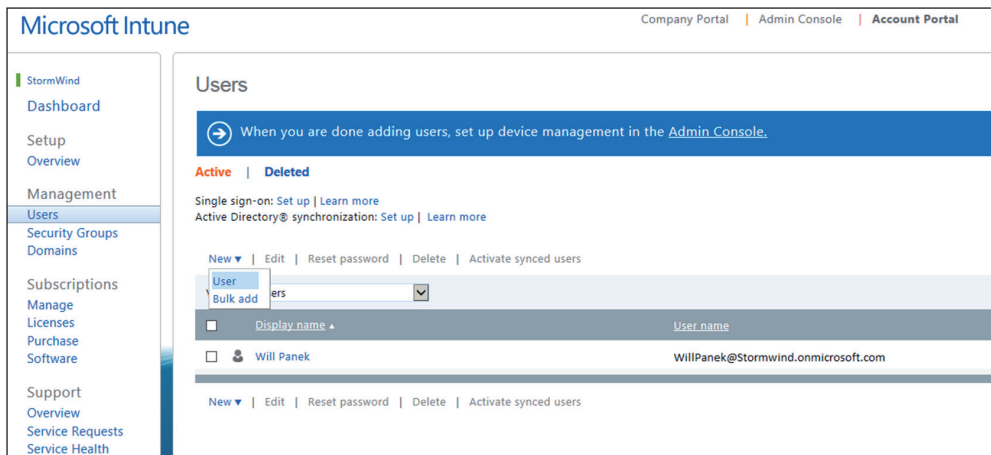 Microsoft Intune
Company Portal | Admin Console | Account Portal
StormWind
Dashboard
Setup
Overview
Management
Users
Security Groups
Domains
Subscriptions
Manage
Licenses
Purchase
Software
Support
Overview
Service Requests
Service Health
Users
When you are done adding users, set up device management in the Admin Console.
Active | Deleted
Single sign-on: Set up | Learn more
Active Directory® synchronization: Set up | Learn more
New ▼ | Edit | Reset password | Delete | Activate synced users
User
Bulk add
Display name ▲ User name
Will Panek WillPanek@Stormwind.onmicrosoft.com
New ▼ | Edit | Reset password | Delete | Activate synced users